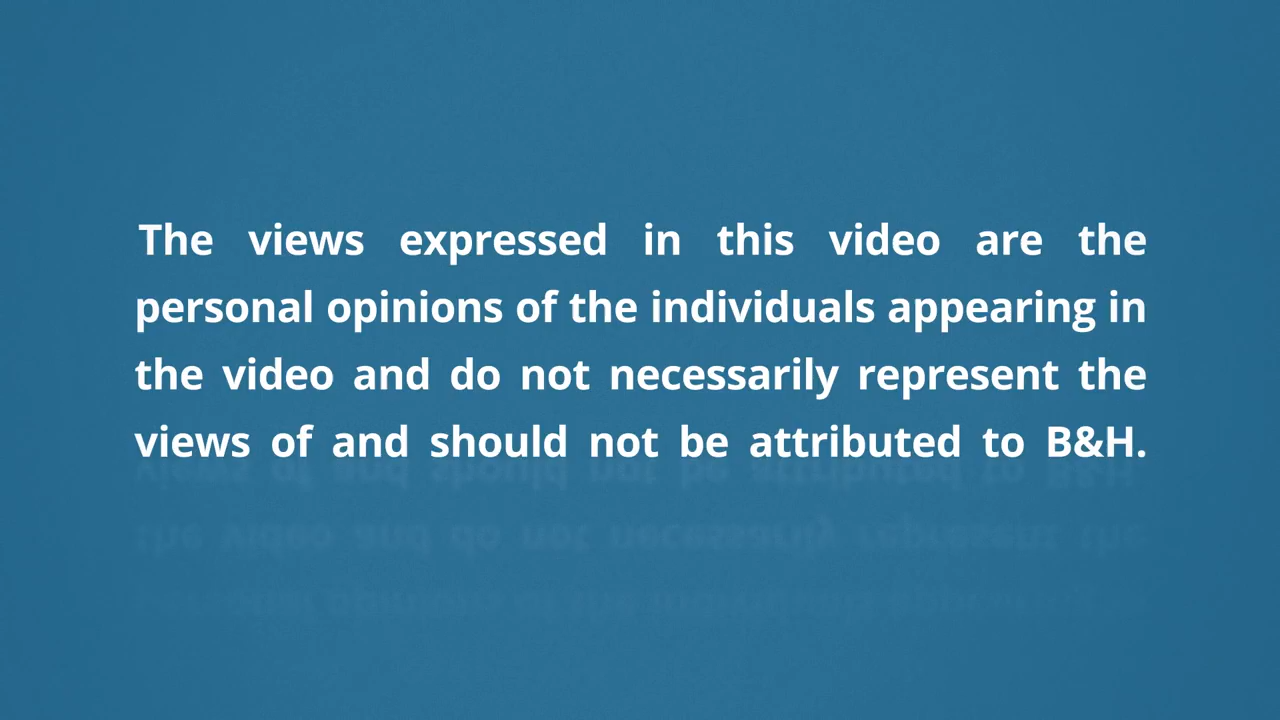 The views expressed in this video are the
personal opinions of the individuals appearing in
the video and do not necessarily represent the
views of and should not be attributed to B&H.